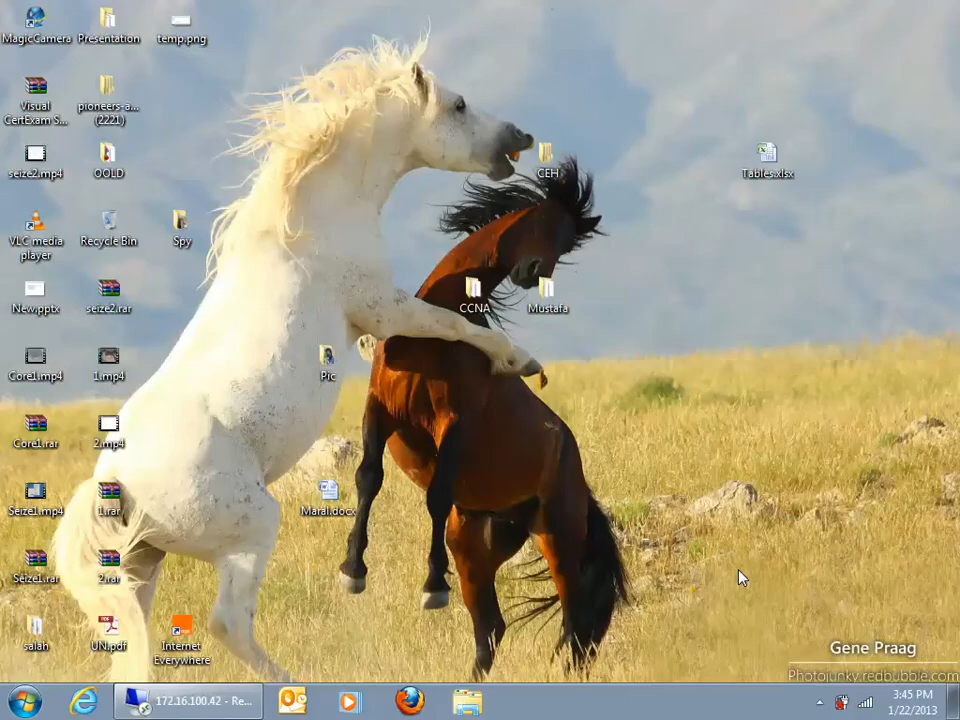 MagicCamera
Presentation
temp.png
Visual
CertExam S...
pioneers-a...
(2221)
seize2.mp4
OOLD
CEH
Tables.xlsx
VLC media
player
Recycle Bin
Spy
New.pptx
seize2.rar
CCNA
Mustafa
Core1.mp4
1.mp4
Pic
Core1.rar
2.mp4
Seize1.mp4
1.rar
Maral.docx
Seize1.rar
2.rar
salah
UN.pdf
Internet
Everywhere
Gene Praag
Photojunky.redbubble.com
172.16.100.42 - Re...
3:45 PM
1/22/2013